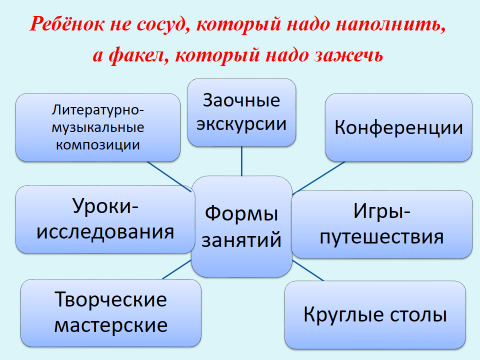 Ребёнок не сосуд, который надо наполнить,
а факел, который надо зажечь
Заочные
экскурсии
Литературно-
музыкальные
композиции
Конференции
Уроки-
исследования
Формы
занятий
Игры-
путешествия
Творческие
мастерские
Круглые столы